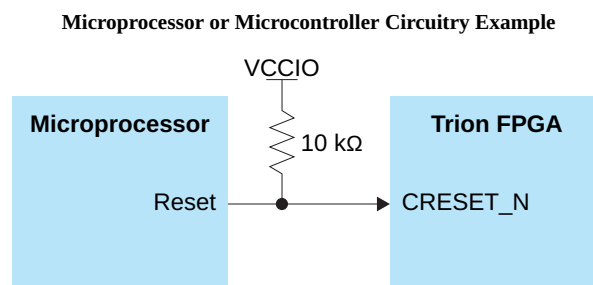 Microprocessor or Microcontroller Circuitry Example
VCCIO
Microprocessor
Trion FPGA
10 kΩ
Reset
CRESET_N